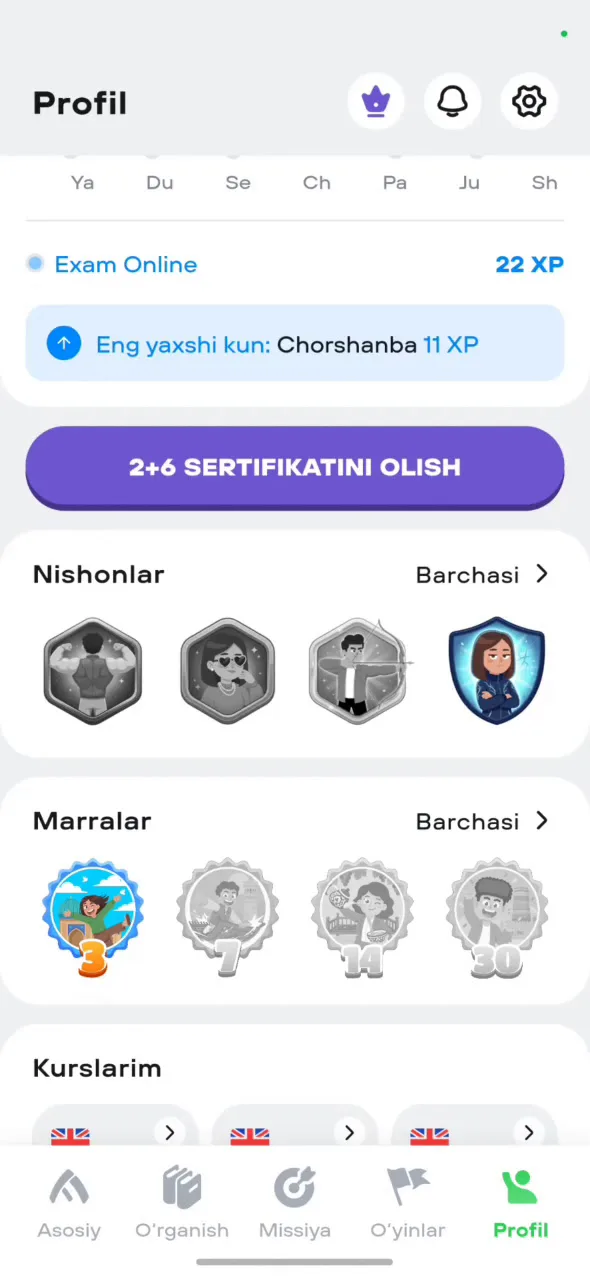 Profil
Ya Du Se Ch Pa Ju Sh
Exam Online 22 XP
Eng yaxshi kun: Chorshanba 11 XP
2+6 SERTIFIKATINI OLISH
Nishonlar Barchasi
Marralar Barchasi
3 7 14 30
Kurslarim
Asosiy O'rganish Missiya O'yinlar Profil